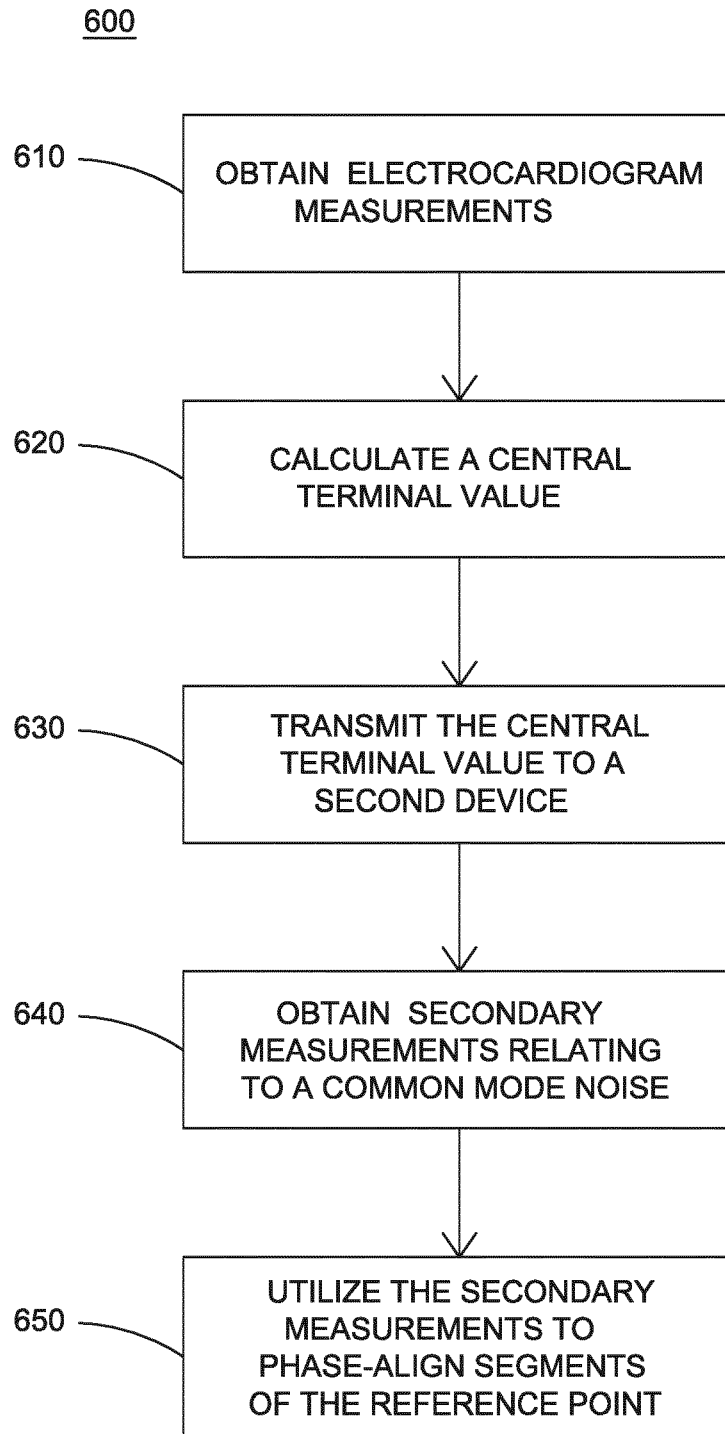 600
610
OBTAIN ELECTROCARDIOGRAM
MEASUREMENTS
620
CALCULATE A CENTRAL
TERMINAL VALUE
630
TRANSMIT THE CENTRAL
TERMINAL VALUE TO A
SECOND DEVICE
640
OBTAIN SECONDARY
MEASUREMENTS RELATING
TO A COMMON MODE NOISE
650
UTILIZE THE SECONDARY
MEASUREMENTS TO
PHASE-ALIGN SEGMENTS
OF THE REFERENCE POINT